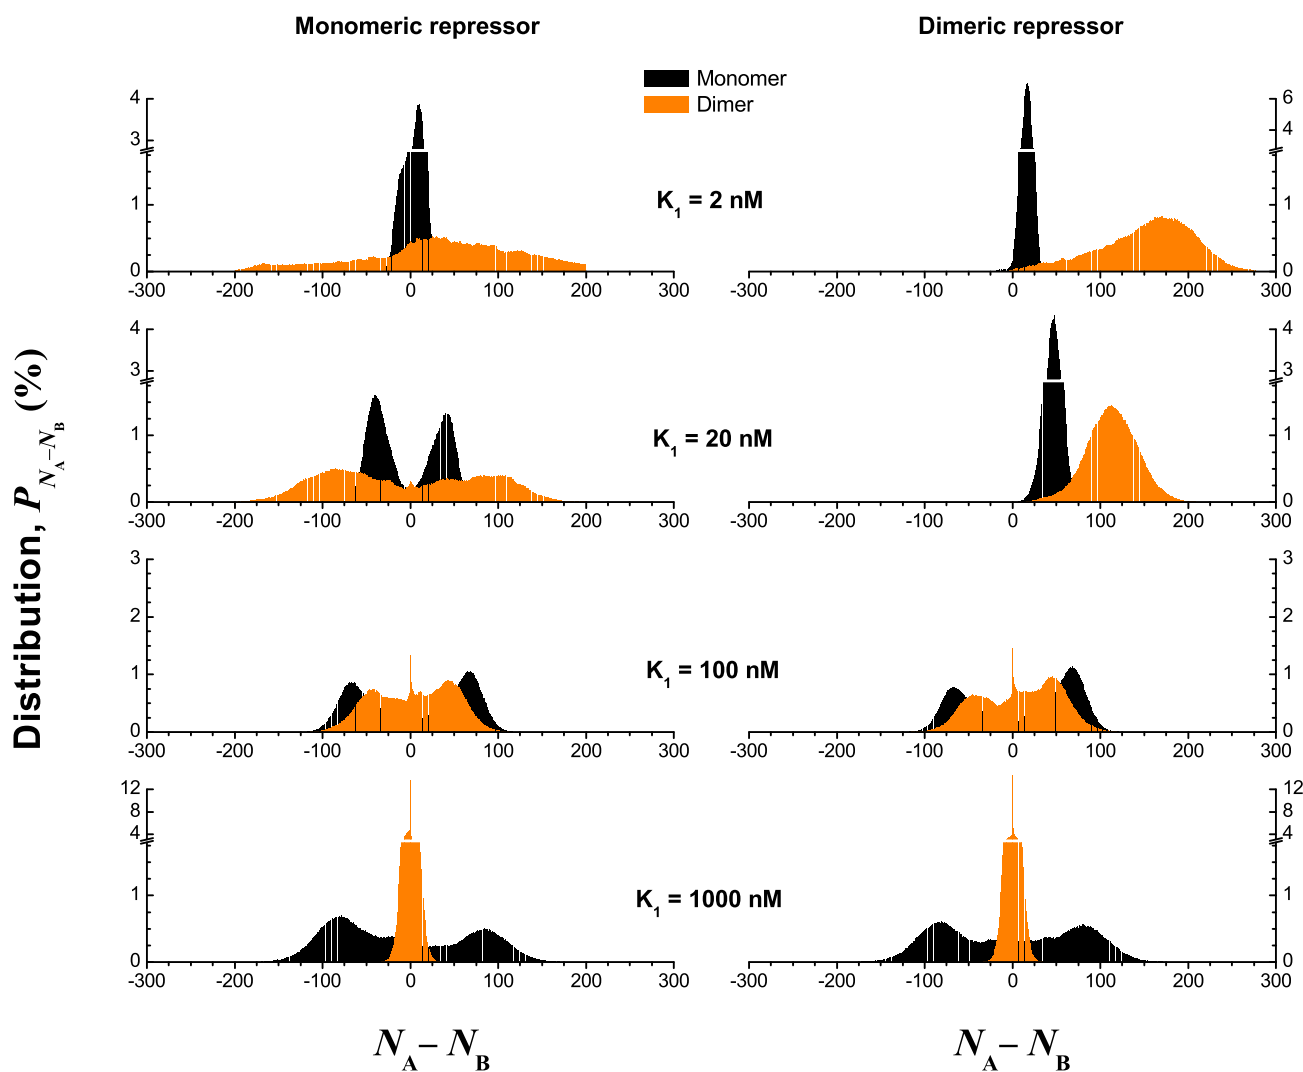 Monomeric repressor
Dimeric repressor
Monomer
Dimer
4
3
1
0
-300 -200 -100 0 100 200 300
K1 = 2 nM
6
4
1
0
-300 -200 -100 0 100 200 300
4
3
1
0
-300 -200 -100 0 100 200 300
K1 = 20 nM
4
3
1
0
-300 -200 -100 0 100 200 300
3
2
1
0
-300 -200 -100 0 100 200 300
K1 = 100 nM
3
2
1
0
-300 -200 -100 0 100 200 300
12
8
4
1
0
-300 -200 -100 0 100 200 300
K1 = 1000 nM
12
8
4
1
0
-300 -200 -100 0 100 200 300
Distribution, P NA–NB (%)
NA– NB
NA– NB